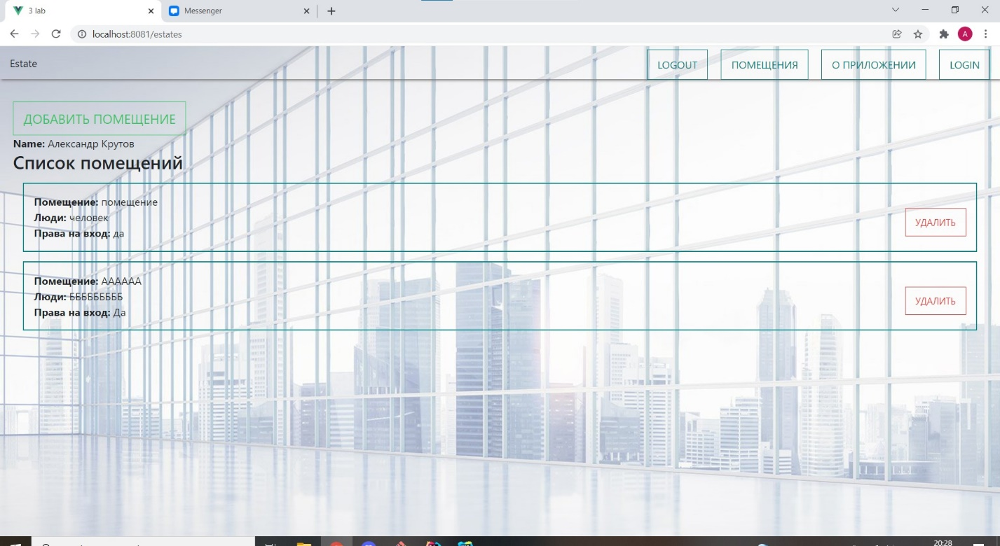 3 lab
Messenger
localhost:8081/estates
A
Estate
LOGOUT
ПОМЕЩЕНИЯ
О ПРИЛОЖЕНИИ
LOGIN
ДОБАВИТЬ ПОМЕЩЕНИЕ
Name: Александр Крутов
Список помещений
Помещение: помещение
Люди: человек
Права на вход: да
УДАЛИТЬ
Помещение: АААААА
Люди: БББББББББ
Права на вход: Да
УДАЛИТЬ
20:28